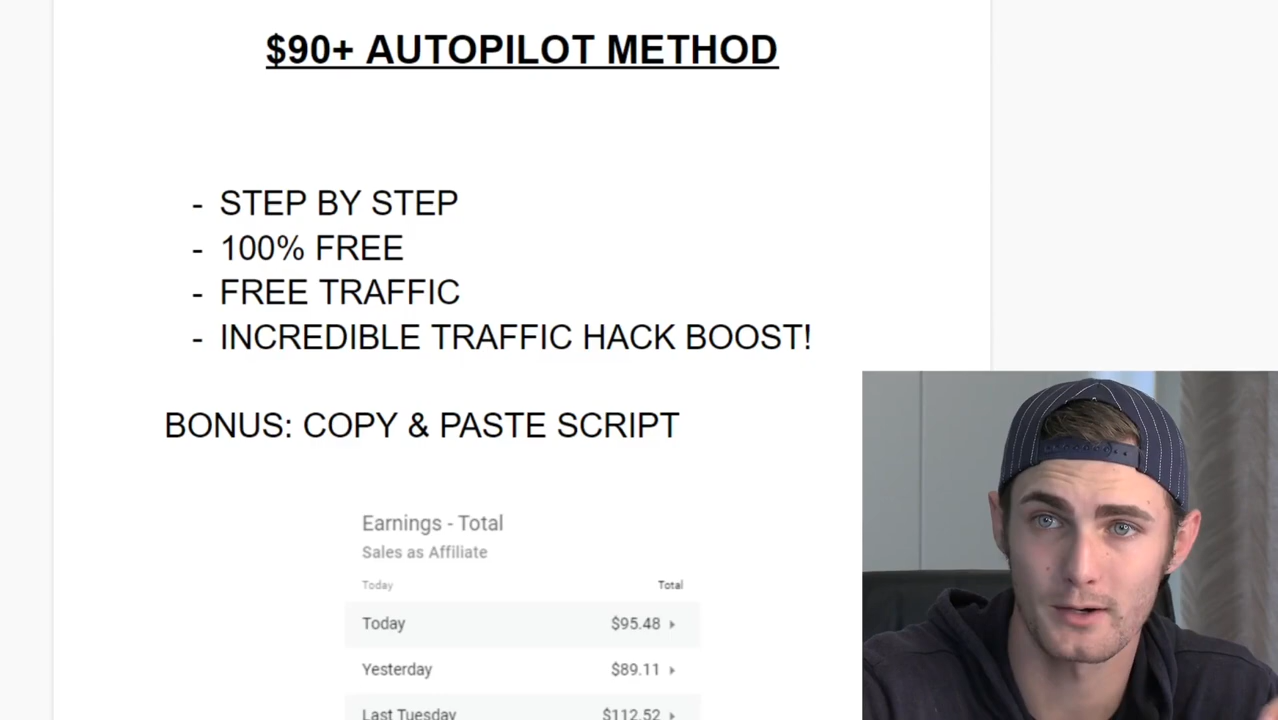 $90+ AUTOPILOT METHOD
- STEP BY STEP
- 100% FREE
- FREE TRAFFIC
- INCREDIBLE TRAFFIC HACK BOOST!
BONUS: COPY & PASTE SCRIPT
Earnings - Total
Sales as Affiliate
Today Total
Today $95.48
Yesterday $89.11
Last Tuesday $112.52